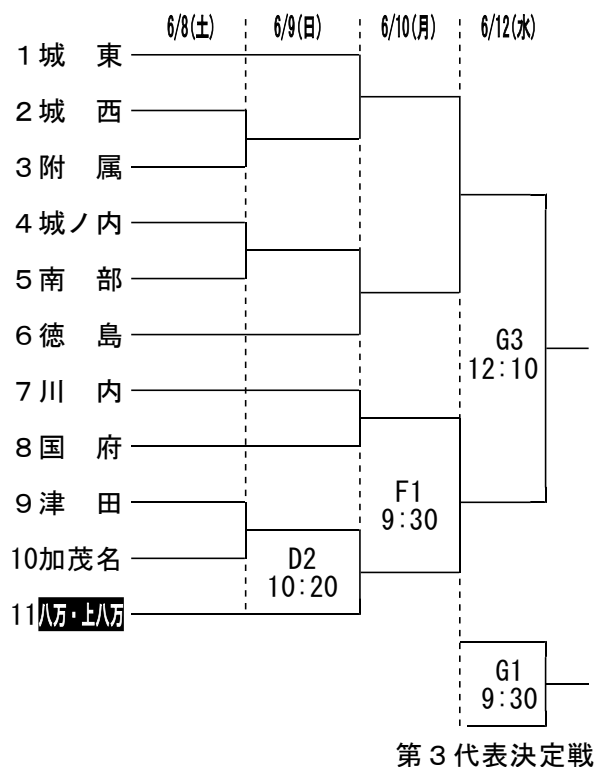 6/8(土) 6/9(日) 6/10(月) 6/12(水)
1城　東
2城　西
3附　属
4城ノ内
5南　部
6徳　島
G3
12:10
7川　内
8国　府
F1
9:30
9津　田
10加茂名
D2
10:20
11八万・上八万
G1
9:30
第3代表決定戦